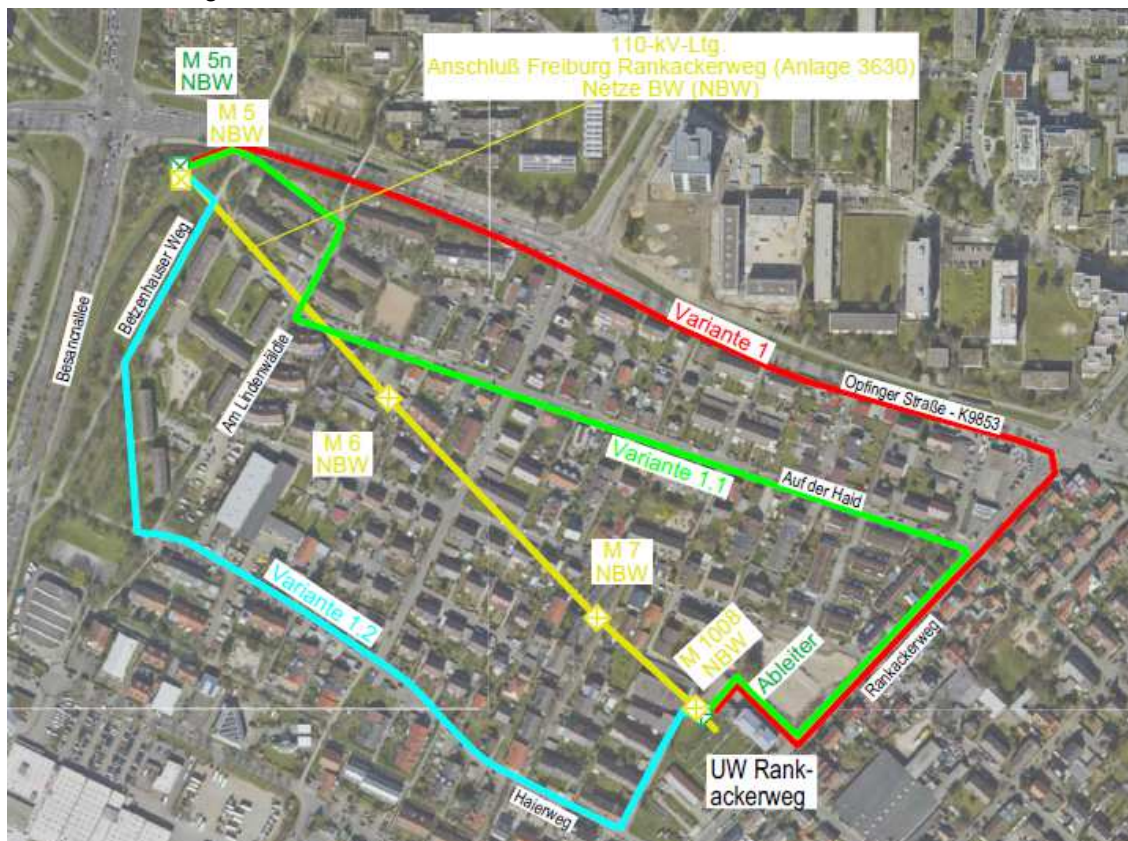 110-kV-Ltg.
Anschluß Freiburg Rankackerweg (Anlage 3630)
Netze BW (NBW)
M 5n
NBW
M 5
NBW
Betzenhauser Weg
Besancnallee
Am Lindenwäldle
Variante 1
Opfinger Straße - K9853
M 6
NBW
Variante 1.1
Auf der Haid
M 7
NBW
Variante 1.2
M 1008
NBW
Ableiter
Rankackerweg
UW Rank-
ackerweg
Haierweg